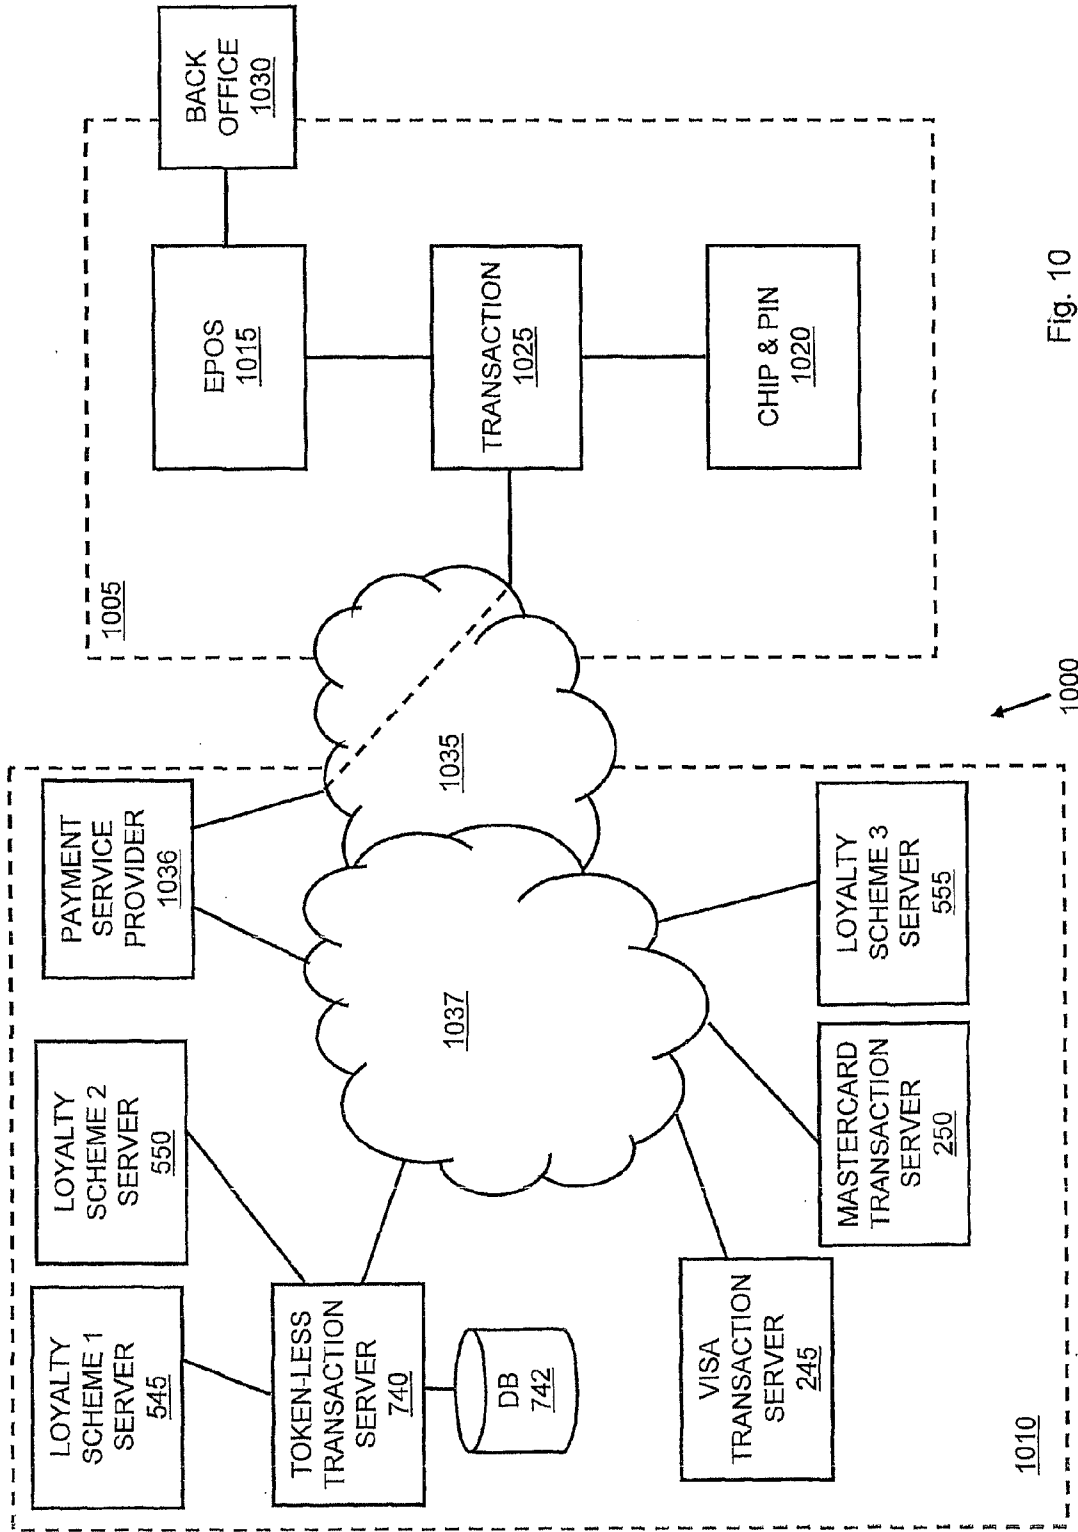 LOYALTY
SCHEME 1
SERVER
545
LOYALTY
SCHEME 2
SERVER
550
PAYMENT
SERVICE
PROVIDER
1036
TOKEN-LESS
TRANSACTION
SERVER
740
DB
742
1037
1035
VISA
TRANSACTION
SERVER
245
MASTERCARD
TRANSACTION
SERVER
250
LOYALTY
SCHEME 3
SERVER
555
1010
1005
BACK
OFFICE
1030
EPOS
1015
TRANSACTION
1025
CHIP & PIN
1020
1000
Fig. 10